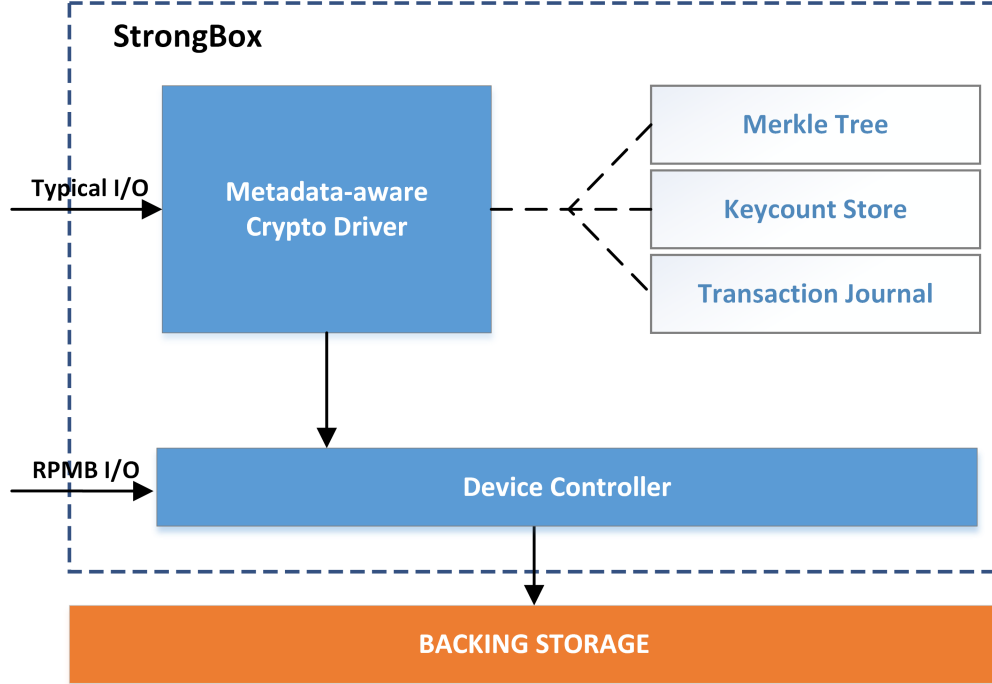 StrongBox
Typical I/O
Metadata-aware
Crypto Driver
Merkle Tree
Keycount Store
Transaction Journal
RPMB I/O
Device Controller
BACKING STORAGE